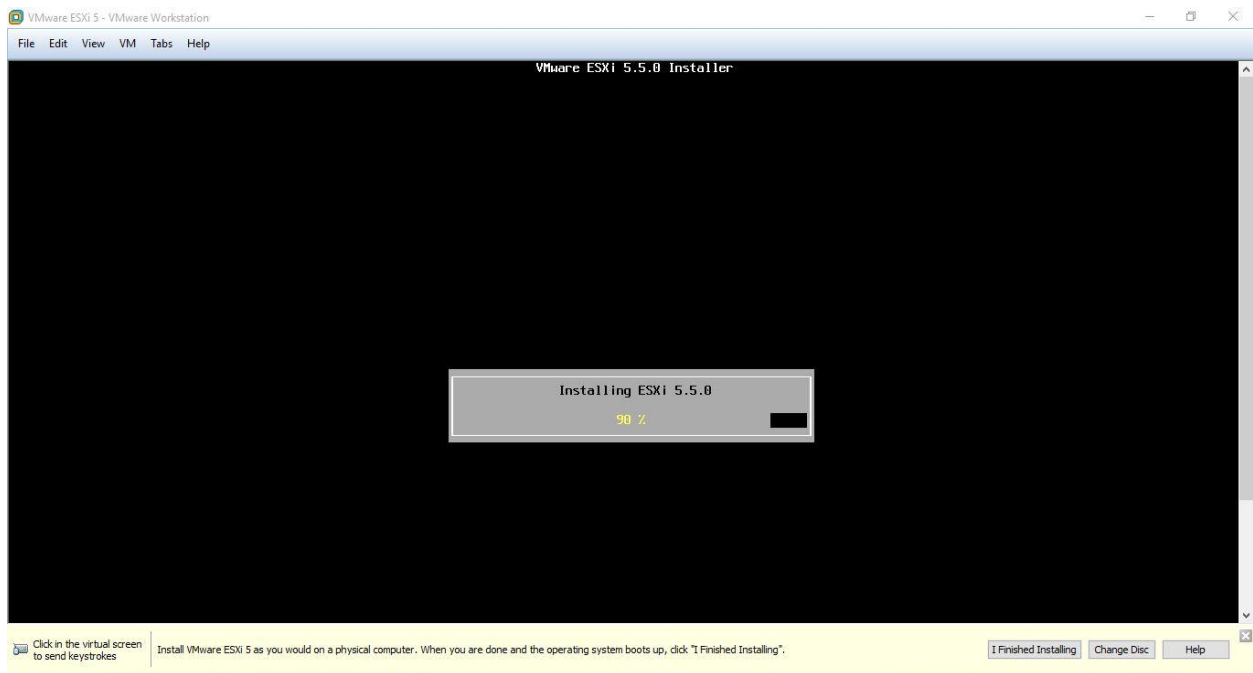 VMware ESXi 5 - VMware Workstation
File Edit View VM Tabs Help
VMware ESXi 5.5.0 Installer
Installing ESXi 5.5.0
90 %
Click in the virtual screen
to send keystrokes
Install VMware ESXi 5 as you would on a physical computer. When you are done and the operating system boots up, click "I Finished Installing".
I Finished Installing Change Disc Help